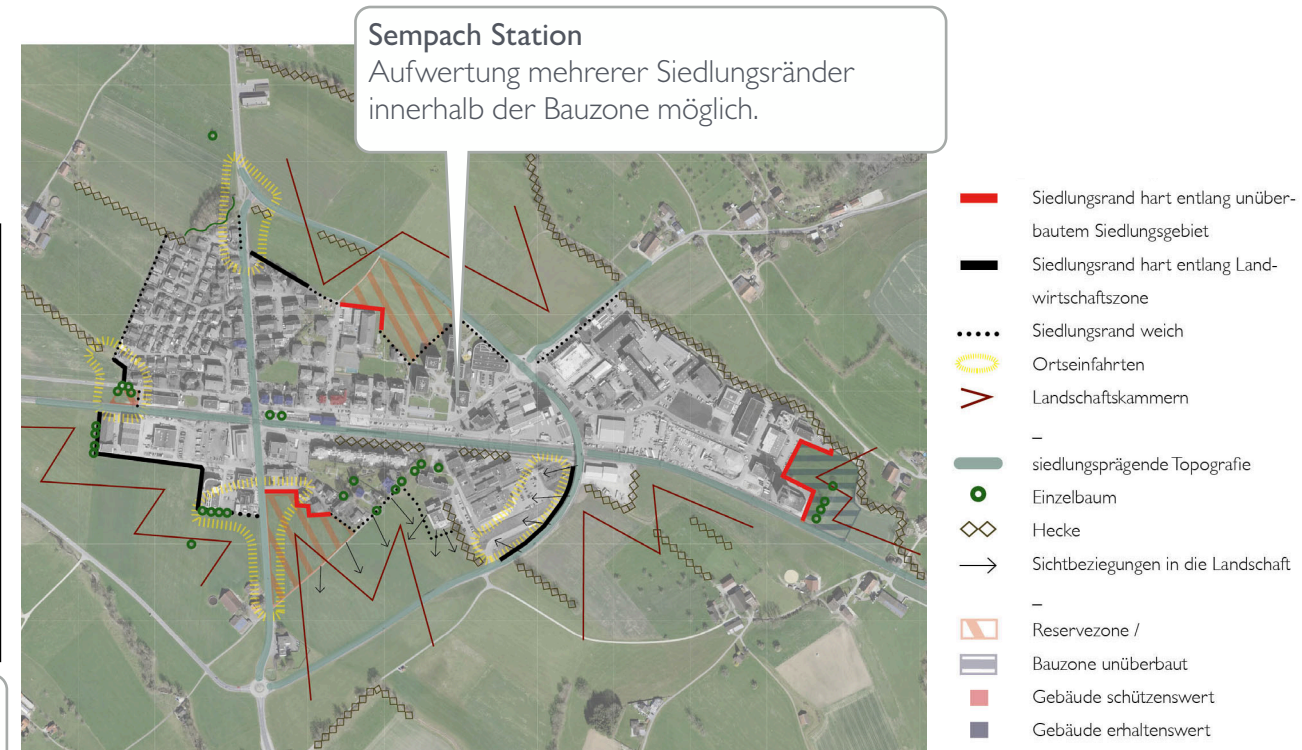 Sempach Station
Aufwertung mehrerer Siedlungsränder
innerhalb der Bauzone möglich.
Siedlungsrand hart entlang unüber-
bautem Siedlungsgebiet
Siedlungsrand hart entlang Land-
wirtschaftszone
Siedlungsrand weich
Ortseinfahrten
Landschaftskammern
–
siedlungsprägende Topografie
Einzelbaum
Hecke
Sichtbeziegungen in die Landschaft
–
Reservezone /
Bauzone unüberbaut
Gebäude schützenswert
Gebäude erhaltenswert